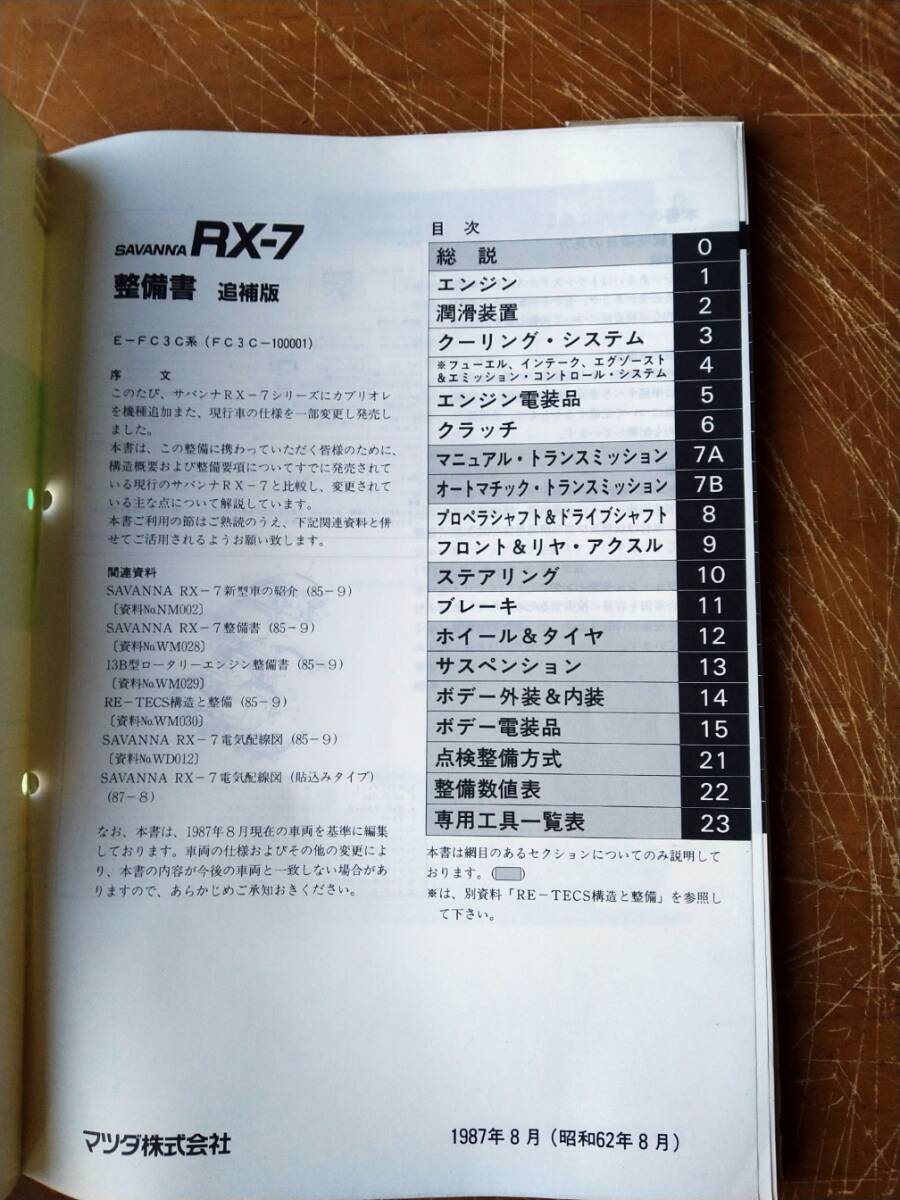 SAVANNA RX-7
整備書 追補版
E－FC3C系（FC3C－100001）
序 文
このたび、サバンナRX－7シリーズにカブリオレ
を機種追加また、現行車の仕様を一部変更し発売し
ました。
本書は、この整備に携わっていただく皆様のために、
構造概要および整備要項についてすでに発売されて
いる現行のサバンナRX－7と比較し、変更されて
いる主な点について解説しています。
本書ご利用の節はご熟読のうえ、下記関連資料と併
せてご活用されるようお願い致します。
関連資料
SAVANNA RX－7新型車の紹介（85－9）
〔資料No.NM002〕
SAVANNA RX－7整備書（85－9）
〔資料No.WM028〕
13B型ロータリーエンジン整備書（85－9）
〔資料No.WM029〕
RE－TECS構造と整備（85－9）
〔資料No.WM030〕
SAVANNA RX－7電気配線図（85－9）
〔資料No.WD012〕
SAVANNA RX－7電気配線図（貼込みタイプ）
(87－8)
なお、本書は、1987年8月現在の車両を基準に編集
しております。車両の仕様およびその他の変更によ
り、本書の内容が今後の車両と一致しない場合があ
りますので、あらかじめご承知おきください。
目 次
総 説 0
エンジン 1
潤滑装置 2
クーリング・システム 3
※フューエル、インテーク、エグゾースト
＆エミッション・コントロール・システム 4
エンジン電装品 5
クラッチ 6
マニュアル・トランスミッション 7A
オートマチック・トランスミッション 7B
プロペラシャフト＆ドライブシャフト 8
フロント＆リヤ・アクスル 9
ステアリング 10
ブレーキ 11
ホイール＆タイヤ 12
サスペンション 13
ボデー外装＆内装 14
ボデー電装品 15
点検整備方式 21
整備数値表 22
専用工具一覧表 23
本書は網目のあるセクションについてのみ説明して
おります。( )
※は、別資料「RE－TECS構造と整備」を参照し
て下さい。
マツダ株式会社
1987年8月（昭和62年8月）